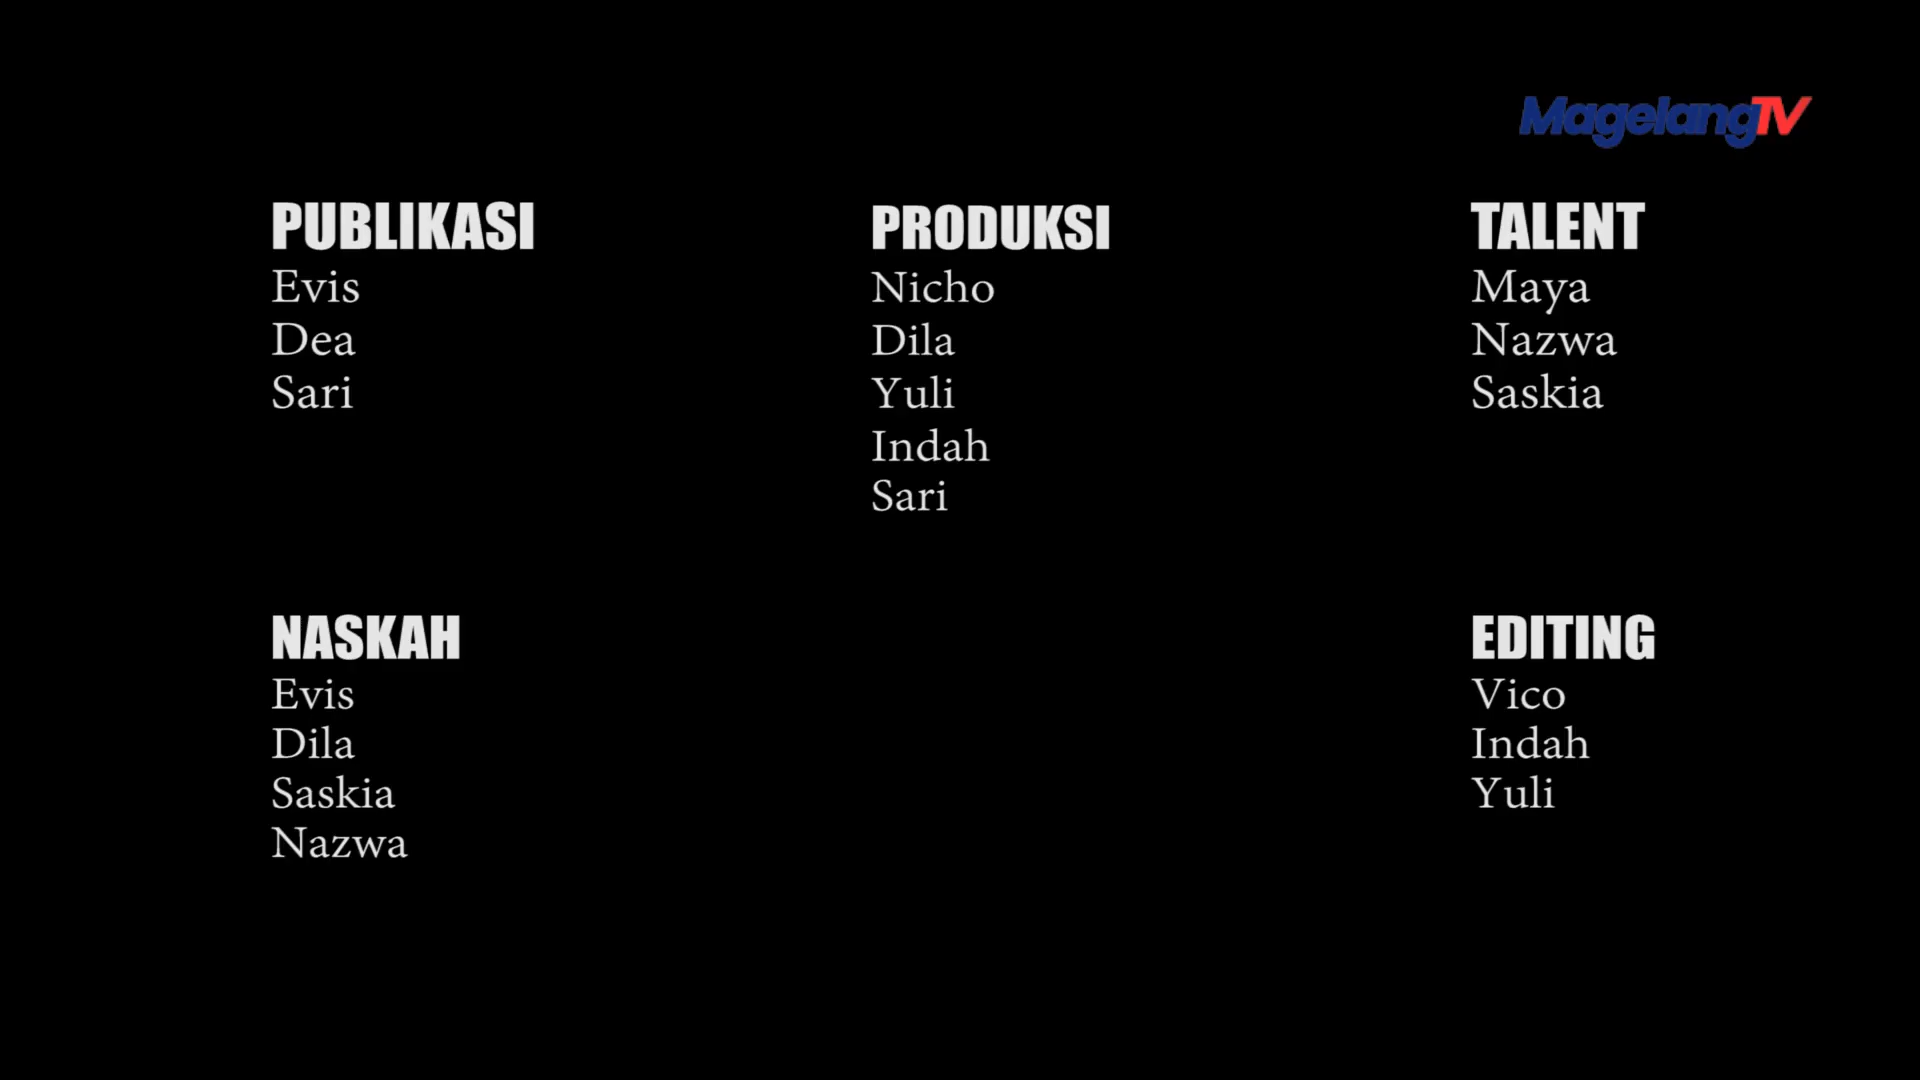 MagelangTV
PUBLIKASI
Evis
Dea
Sari
PRODUKSI
Nicho
Dila
Yuli
Indah
Sari
TALENT
Maya
Nazwa
Saskia
NASKAH
Evis
Dila
Saskia
Nazwa
EDITING
Vico
Indah
Yuli